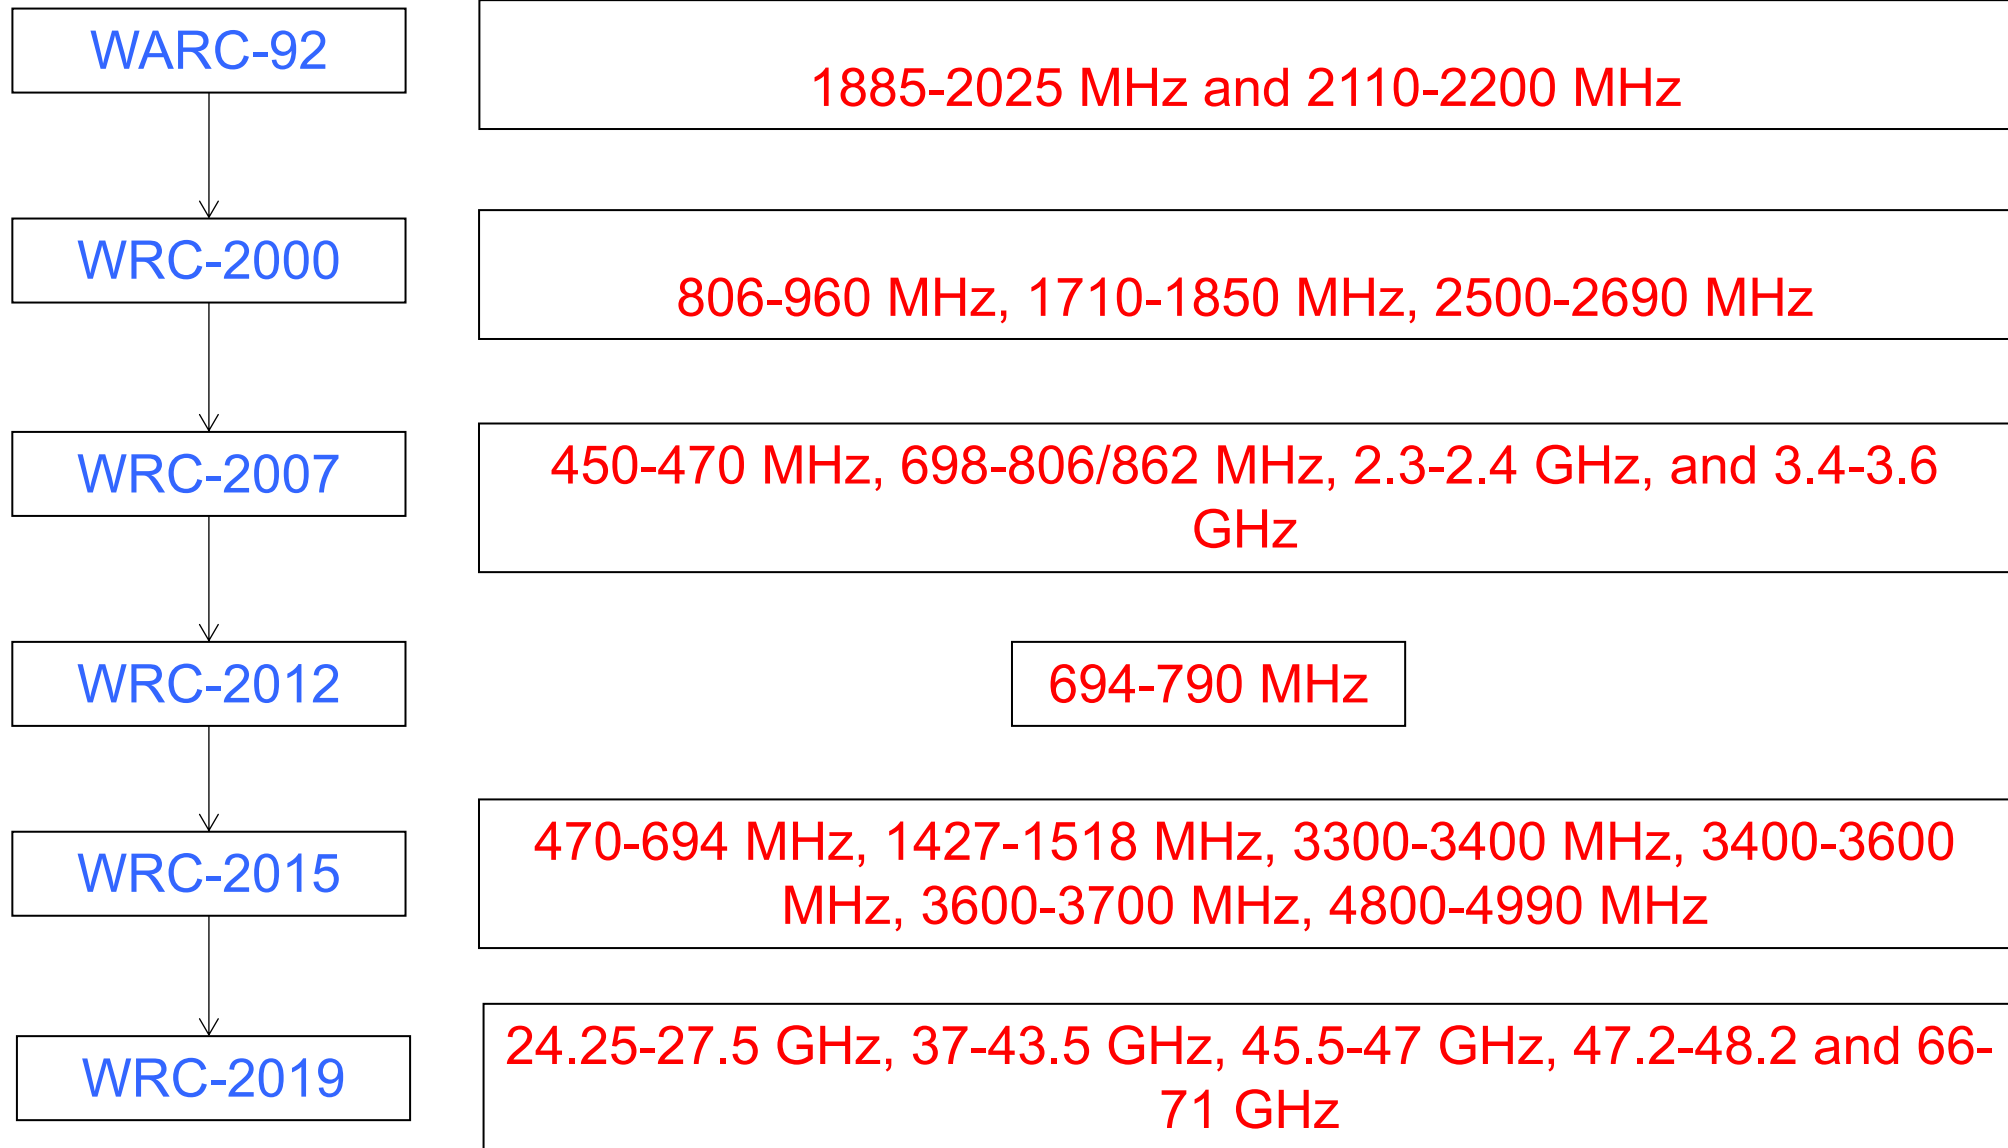 WARC-92
1885-2025 MHz and 2110-2200 MHz
WRC-2000
806-960 MHz, 1710-1850 MHz, 2500-2690 MHz
WRC-2007
450-470 MHz, 698-806/862 MHz, 2.3-2.4 GHz, and 3.4-3.6
GHz
WRC-2012
694-790 MHz
WRC-2015
470-694 MHz, 1427-1518 MHz, 3300-3400 MHz, 3400-3600
MHz, 3600-3700 MHz, 4800-4990 MHz
WRC-2019
24.25-27.5 GHz, 37-43.5 GHz, 45.5-47 GHz, 47.2-48.2 and 66-
71 GHz